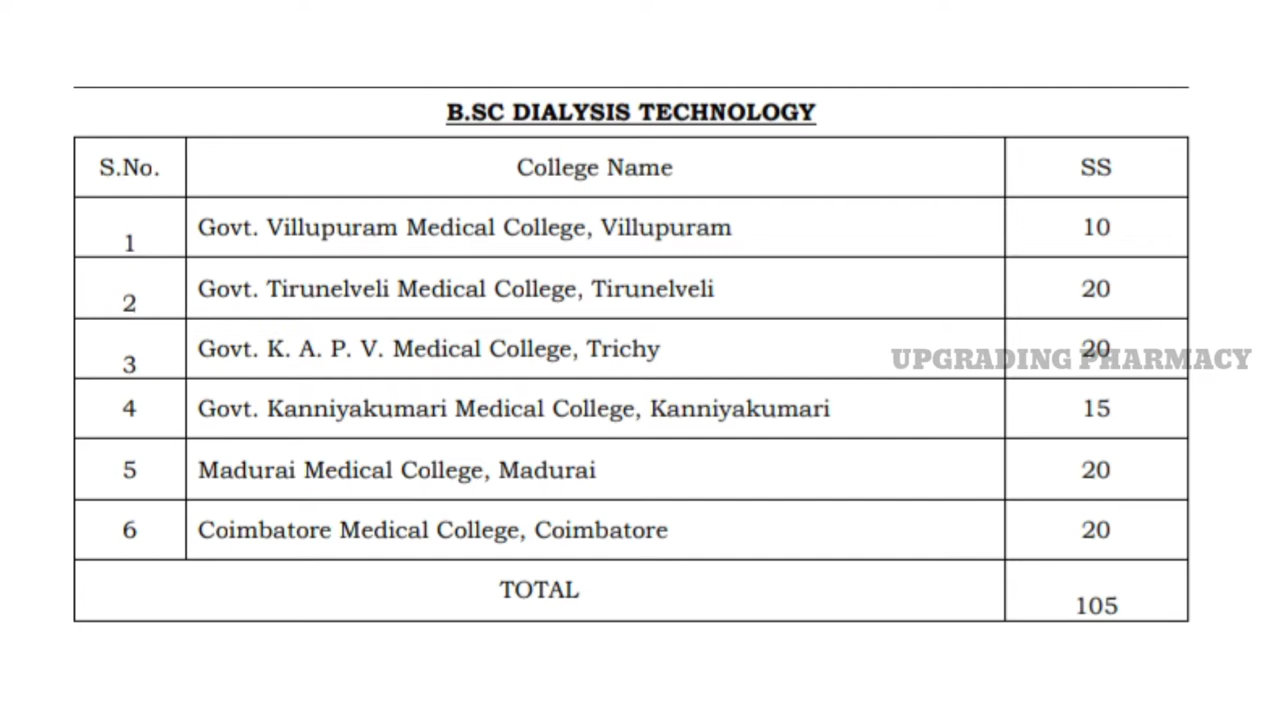 B.SC DIALYSIS TECHNOLOGY
S.No. College Name SS
1 Govt. Villupuram Medical College, Villupuram 10
2 Govt. Tirunelveli Medical College, Tirunelveli 20
3 Govt. K. A. P. V. Medical College, Trichy 20
UPGRADING PHARMACY
4 Govt. Kanniyakumari Medical College, Kanniyakumari 15
5 Madurai Medical College, Madurai 20
6 Coimbatore Medical College, Coimbatore 20
TOTAL 105